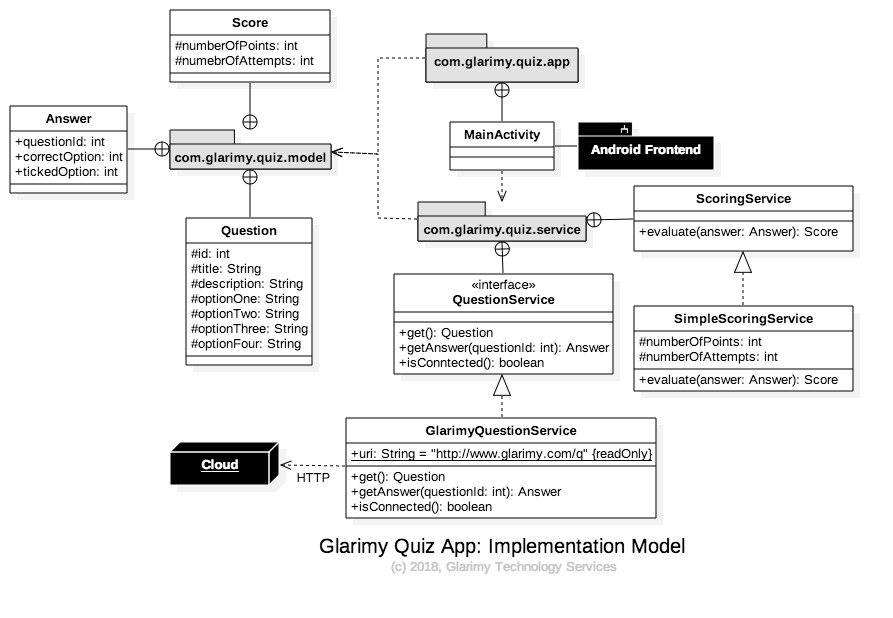 Score
#numberOfPoints: int
#numebrOfAttempts: int
com.glarimy.quiz.app
Answer
+questionId: int
+correctOption: int
+tickedOption: int
com.glarimy.quiz.model
MainActivity
Android Frontend
Question
#id: int
#title: String
#description: String
#optionOne: String
#optionTwo: String
#optionThree: String
#optionFour: String
com.glarimy.quiz.service
ScoringService
+evaluate(answer: Answer): Score
«interface»
QuestionService
+get(): Question
+getAnswer(questionId: int): Answer
+isConntected(): boolean
SimpleScoringService
#numberOfPoints: int
#numberOfAttempts: int
+evaluate(answer: Answer): Score
GlarimyQuestionService
+uri: String = "http://www.glarimy.com/q" {readOnly}
+get(): Question
+getAnswer(questionId: int): Answer
+isConnected(): boolean
Cloud
HTTP
Glarimy Quiz App: Implementation Model
(c) 2018, Glarimy Technology Services